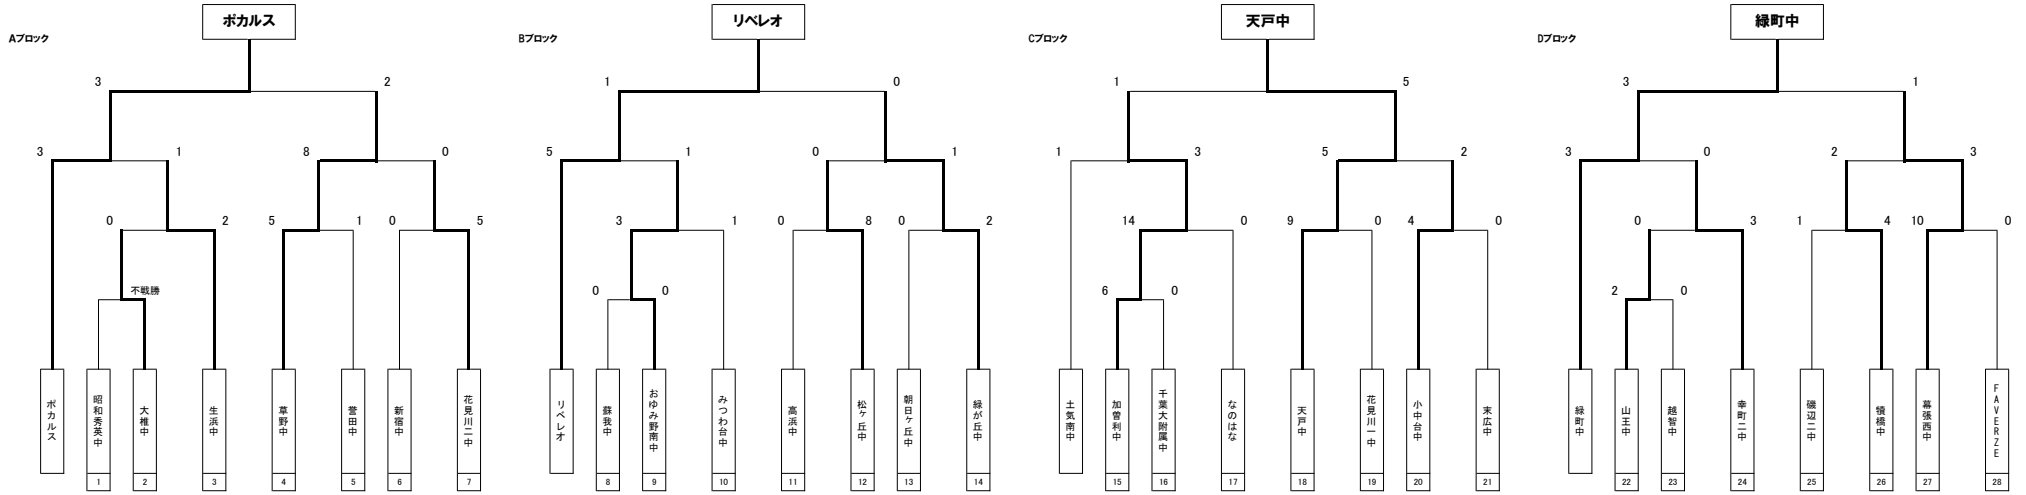 ポカルス
リベレオ
天戸中
緑町中
Aブロック
Bブロック
Cブロック
Dブロック
3 2 1 0 1 5 3 1
3 1 8 0 5 1 0 1 1 3 5 2 3 0 2 3
0 2 5 1 0 5 3 1 0 8 0 2 14 0 9 0 4 0 0 3 1 4 10 0
不戦勝 0 0 6 0 2 0
ポカルス
昭和秀英中
大椎中
生浜中
草野中
誉田中
新宿中
花見川二中
リベレオ
蘇我中
おゆみ野南中
みつわ台中
高浜中
松ヶ丘中
朝日ヶ丘中
緑が丘中
土気南中
加曽利中
千葉大附属中
なのはな
天戸中
花見川一中
小中台中
末広中
緑町中
山王中
越智中
幸町二中
磯辺二中
犢橋中
幕張西中
FAVERZE
1 2 3 4 5 6 7 8 9 10 11 12 13 14 15 16 17 18 19 20 21 22 23 24 25 26 27 28